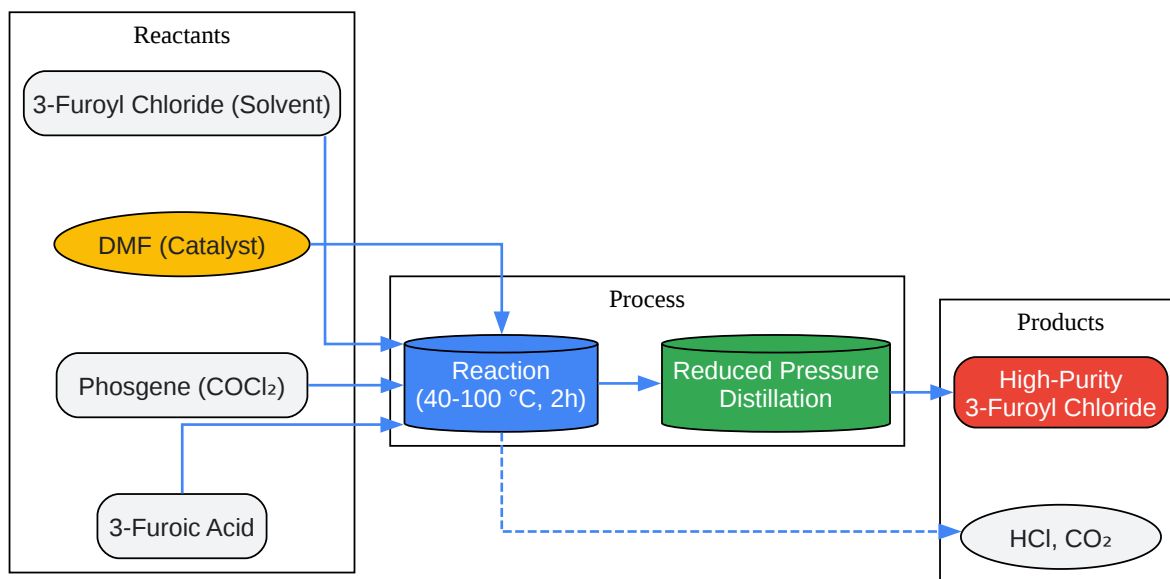 Reactants
3-Furoyl Chloride (Solvent)
DMF (Catalyst)
Phosgene (COCl₂)
3-Furoic Acid
Process
Reaction
(40-100 °C, 2h)
Reduced Pressure
Distillation
Products
High-Purity
3-Furoyl Chloride
HCl, CO₂